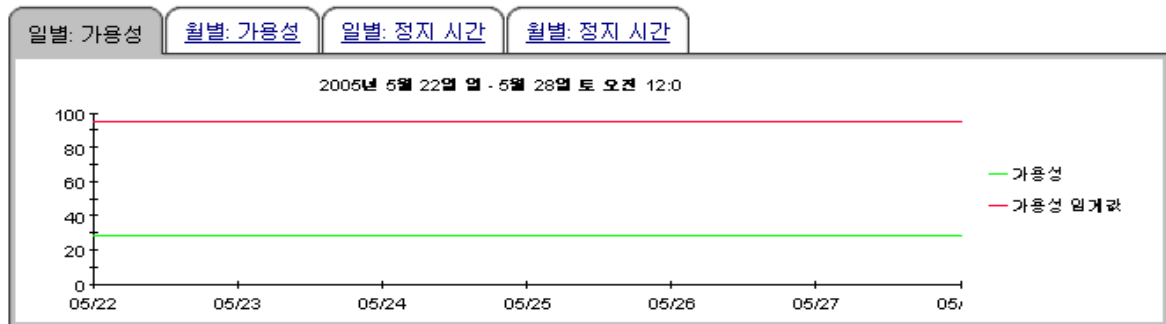 일별: 가용성 월별: 가용성 일별: 정지 시간 월별: 정지 시간
2005년 5월 22일 일 - 5월 28일 토 오전 12:0
100
80
60
40
20
0
05/22 05/23 05/24 05/25 05/26 05/27 05/
가용성
가용성 임계값